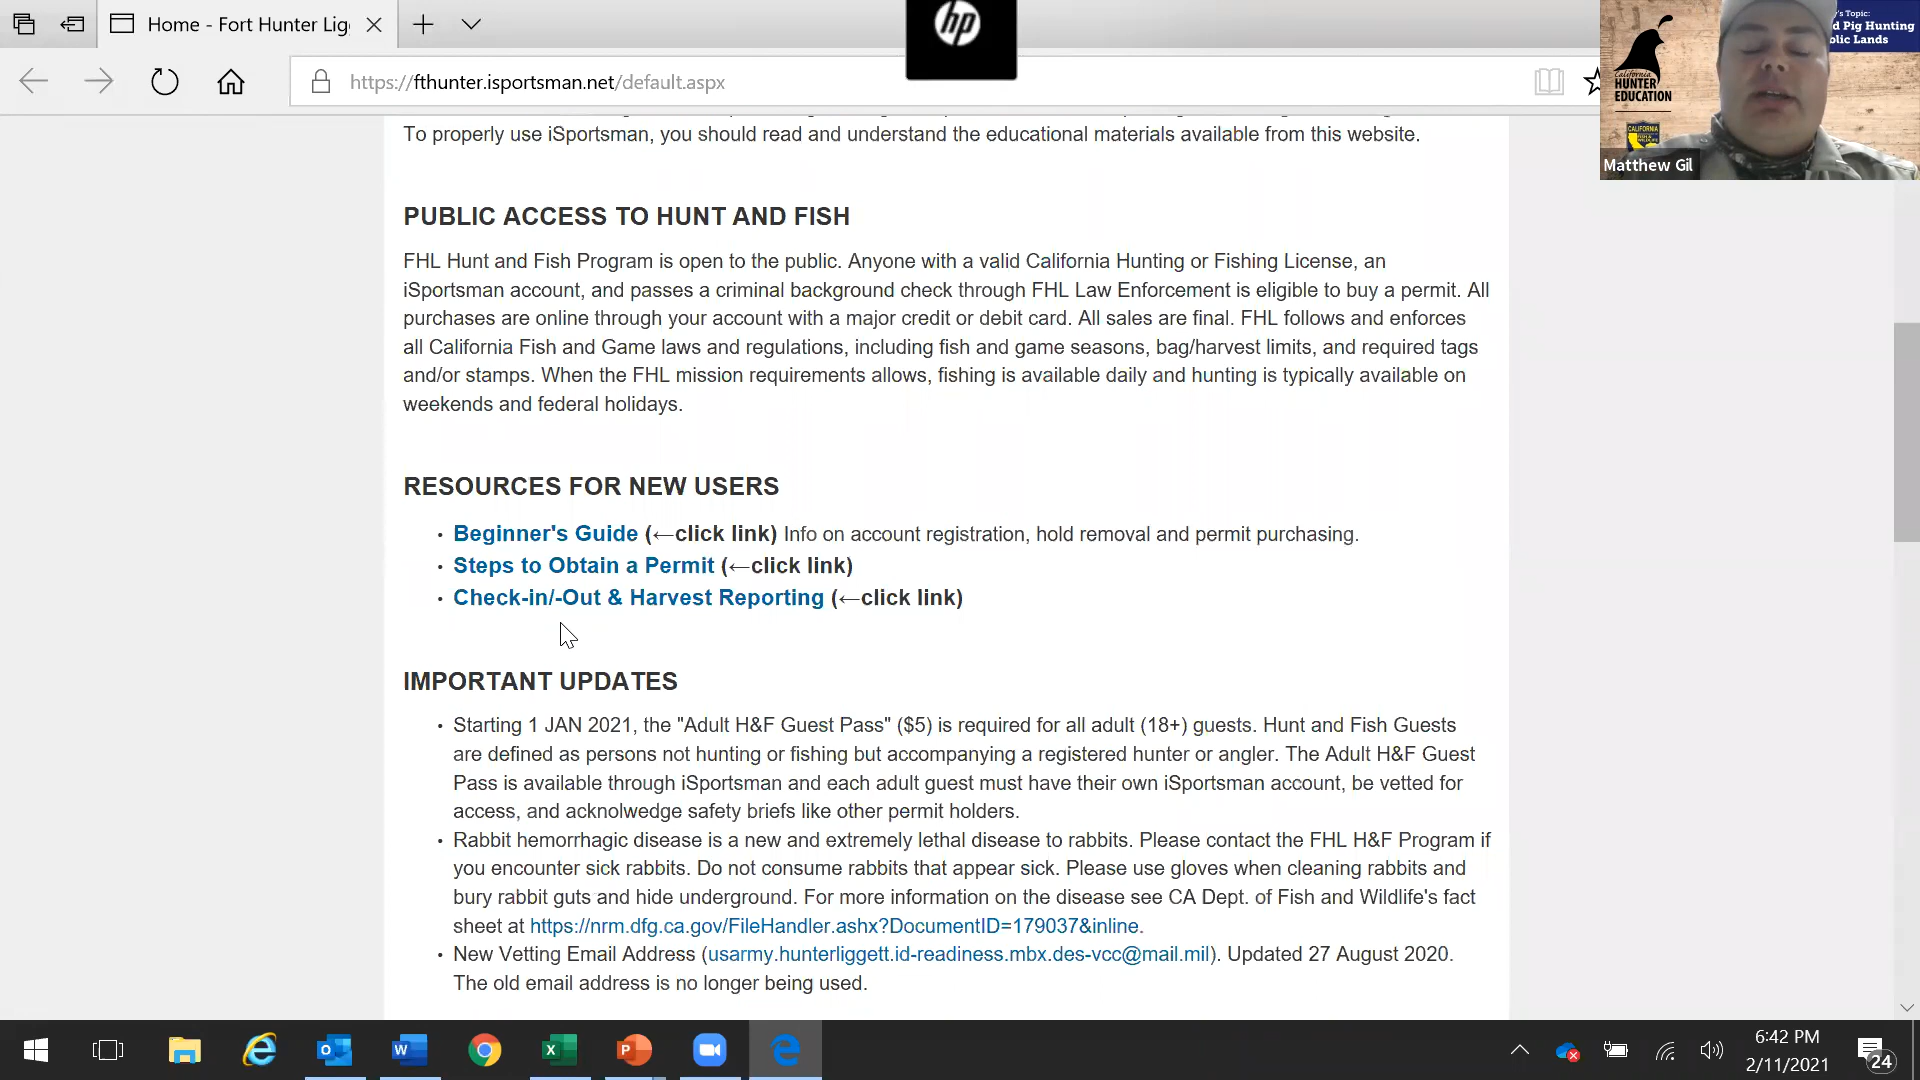 Home - Fort Hunter Lig
hp
https://fthunter.isportsman.net/default.aspx
's Topic:
d Pig Hunting
blic Lands
California
HUNTER
EDUCATION
CALIFORNIA
Matthew Gil
To properly use iSportsman, you should read and understand the educational materials available from this website.
PUBLIC ACCESS TO HUNT AND FISH
FHL Hunt and Fish Program is open to the public. Anyone with a valid California Hunting or Fishing License, an
iSportsman account, and passes a criminal background check through FHL Law Enforcement is eligible to buy a permit. All
purchases are online through your account with a major credit or debit card. All sales are final. FHL follows and enforces
all California Fish and Game laws and regulations, including fish and game seasons, bag/harvest limits, and required tags
and/or stamps. When the FHL mission requirements allows, fishing is available daily and hunting is typically available on
weekends and federal holidays.
RESOURCES FOR NEW USERS
• Beginner's Guide (←click link) Info on account registration, hold removal and permit purchasing.
• Steps to Obtain a Permit (←click link)
• Check-in/-Out & Harvest Reporting (←click link)
IMPORTANT UPDATES
• Starting 1 JAN 2021, the "Adult H&F Guest Pass" ($5) is required for all adult (18+) guests. Hunt and Fish Guests
are defined as persons not hunting or fishing but accompanying a registered hunter or angler. The Adult H&F Guest
Pass is available through iSportsman and each adult guest must have their own iSportsman account, be vetted for
access, and acknolwedge safety briefs like other permit holders.
• Rabbit hemorrhagic disease is a new and extremely lethal disease to rabbits. Please contact the FHL H&F Program if
you encounter sick rabbits. Do not consume rabbits that appear sick. Please use gloves when cleaning rabbits and
bury rabbit guts and hide underground. For more information on the disease see CA Dept. of Fish and Wildlife's fact
sheet at https://nrm.dfg.ca.gov/FileHandler.ashx?DocumentID=179037&inline.
• New Vetting Email Address (usarmy.hunterliggett.id-readiness.mbx.des-vcc@mail.mil). Updated 27 August 2020.
The old email address is no longer being used.
6:42 PM
2/11/2021
24